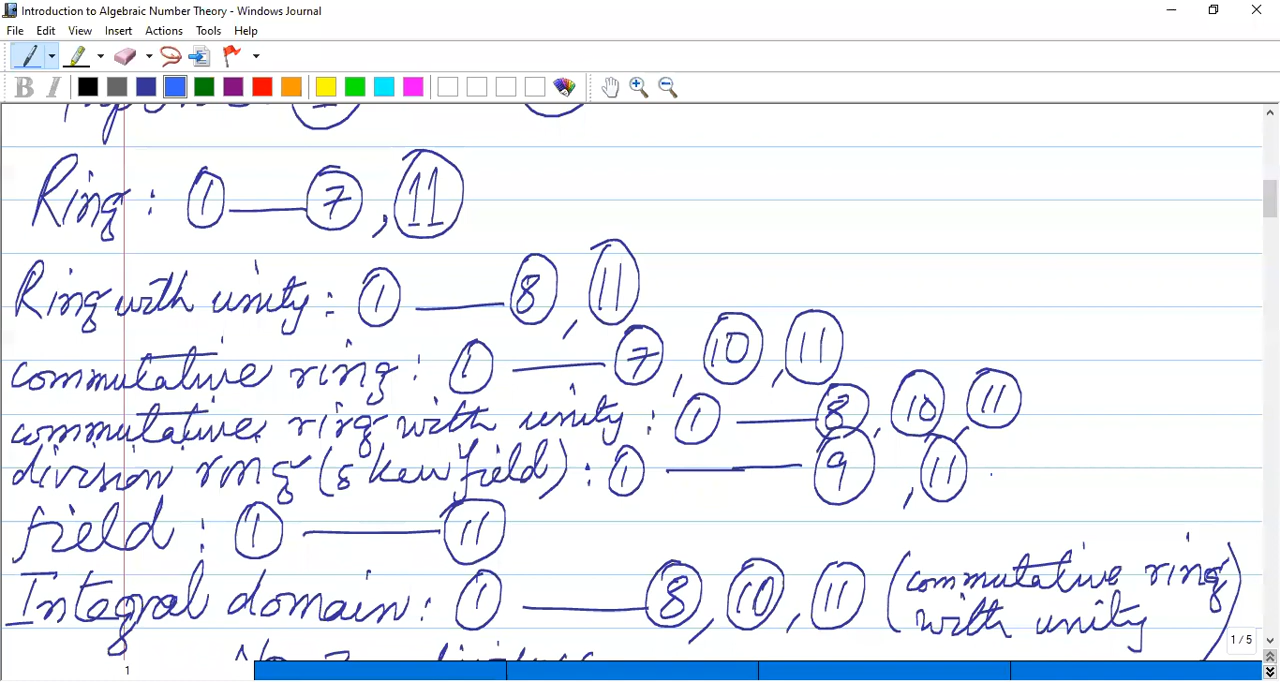 Introduction to Algebraic Number Theory - Windows Journal
File Edit View Insert Actions Tools Help
B I
Ring : 1 — 7 , 11
Ring with unity : 1 — 8 , 11
commutative ring : 1 — 7 , 10 , 11
commutative ring with unity : 1 — 8 , 10 , 11
division ring (skew field) : 1 — 9 , 11
field : 1 — 11
Integral domain : 1 — 8 , 10 , 11 (commutative ring
with unity)
1 / 5
1